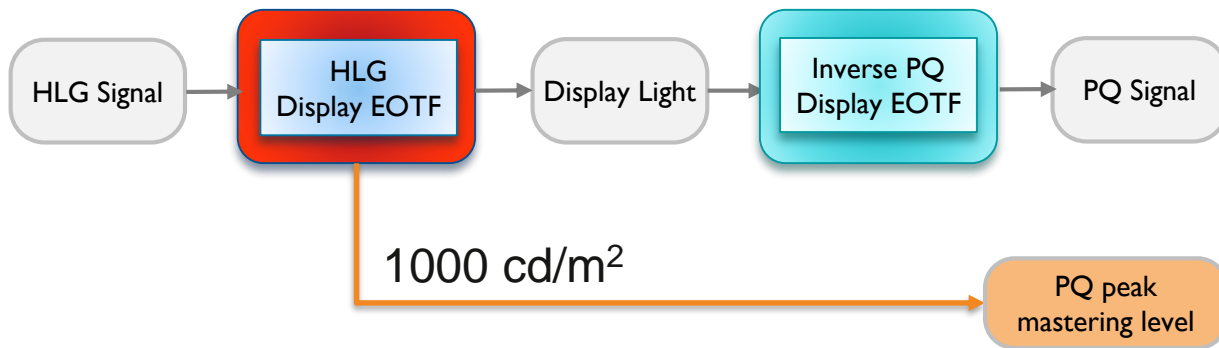 HLG Signal
HLG
Display EOTF
Display Light
Inverse PQ
Display EOTF
PQ Signal
1000 cd/m²
PQ peak
mastering level